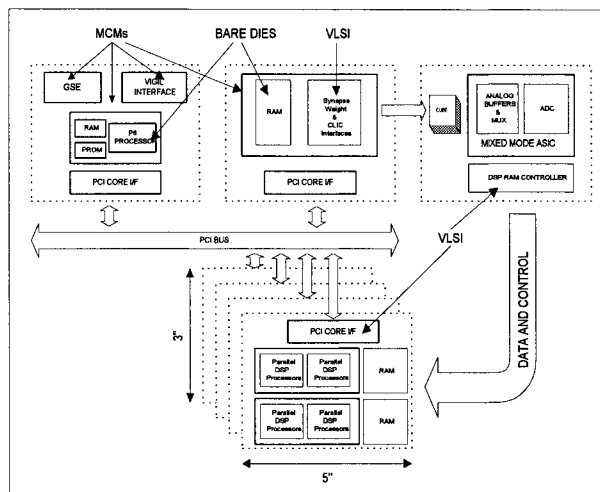 MCMs
BARE DIES
VLSI
GSE
VIGIL
INTERFACE
RAM
PROM
P6
PROCESSOR
PCI CORE I/F
RAM
Synapse
Weight
&
CLIC
Interfaces
PCI CORE I/F
CUBE
ANALOG
BUFFERS
&
MUX
ADC
MIXED MODE ASIC
DSP RAM CONTROLLER
PCI BUS
VLSI
DATA AND CONTROL
3"
PCI CORE I/F
Parallel
DSP
Processors
Parallel
DSP
Processors
RAM
Parallel
DSP
Processors
Parallel
DSP
Processors
RAM
5"